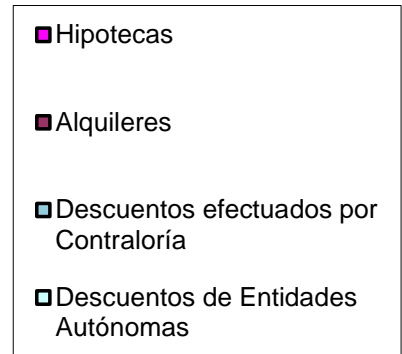 Hipotecas
Alquileres
Descuentos efectuados por
Contraloría
Descuentos de Entidades
Autónomas